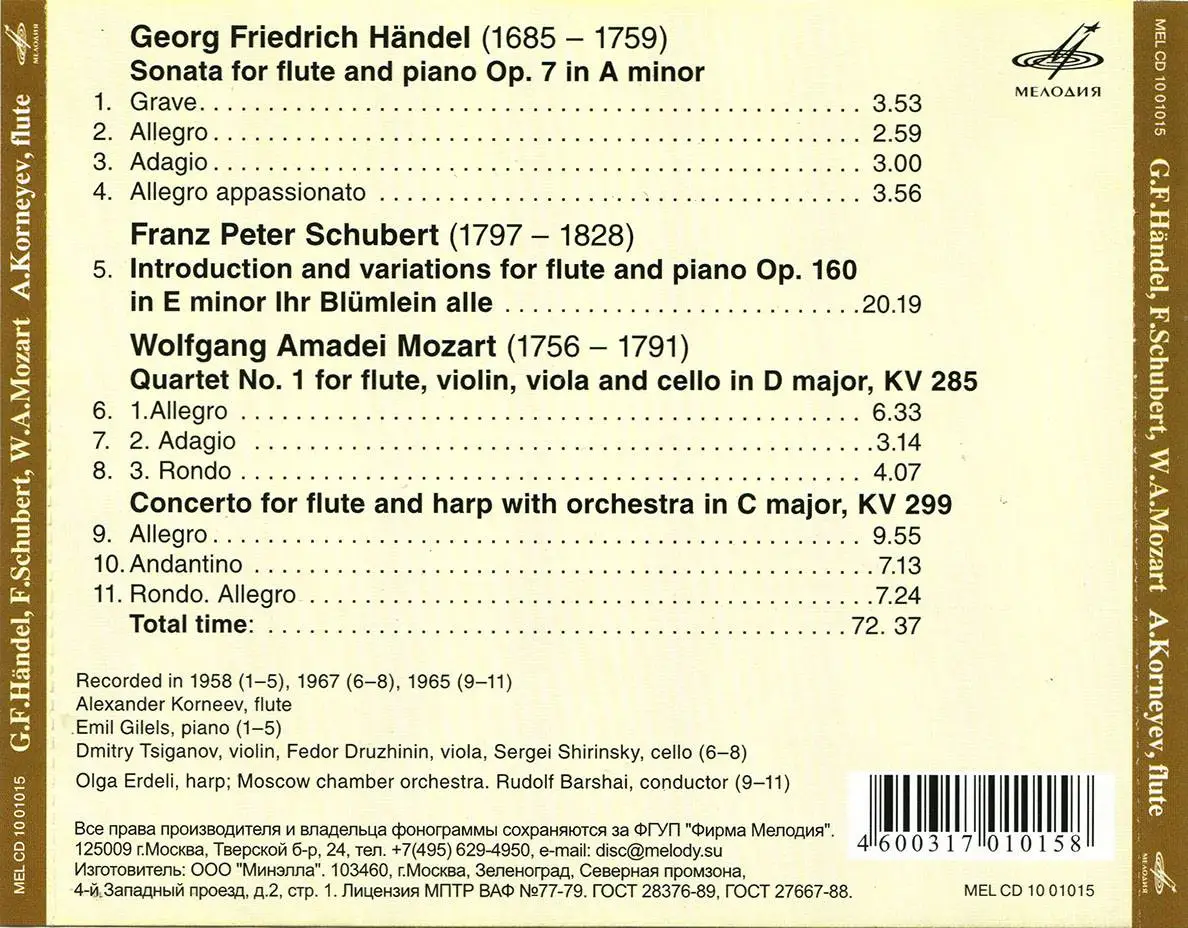 G.F.Händel, F.Schubert, W.A.Mozart A.Korneyev, flute
МЕЛОДИЯ
MEL CD 10 01015
Georg Friedrich Händel (1685 – 1759)
Sonata for flute and piano Op. 7 in A minor
1. Grave. . . . . . . . . . . . . . . . . . . . . . . . . . . . . . 3.53
2. Allegro . . . . . . . . . . . . . . . . . . . . . . . . . . . . . . 2.59
3. Adagio . . . . . . . . . . . . . . . . . . . . . . . . . . . . . . 3.00
4. Allegro appassionato . . . . . . . . . . . . . . . . . . . . 3.56
Franz Peter Schubert (1797 – 1828)
5. Introduction and variations for flute and piano Op. 160
in E minor Ihr Blümlein alle . . . . . . . . . . . . . . . .20.19
Wolfgang Amadei Mozart (1756 – 1791)
Quartet No. 1 for flute, violin, viola and cello in D major, KV 285
6. 1.Allegro . . . . . . . . . . . . . . . . . . . . . . . . . . . . 6.33
7. 2. Adagio . . . . . . . . . . . . . . . . . . . . . . . . . . . . 3.14
8. 3. Rondo . . . . . . . . . . . . . . . . . . . . . . . . . . . . 4.07
Concerto for flute and harp with orchestra in C major, KV 299
9. Allegro . . . . . . . . . . . . . . . . . . . . . . . . . . . . . . 9.55
10. Andantino . . . . . . . . . . . . . . . . . . . . . . . . . . . .7.13
11. Rondo. Allegro . . . . . . . . . . . . . . . . . . . . . . . .7.24
Total time: . . . . . . . . . . . . . . . . . . . . . . . . . . . 72. 37
Recorded in 1958 (1–5), 1967 (6–8), 1965 (9–11)
Alexander Korneev, flute
Emil Gilels, piano (1–5)
Dmitry Tsiganov, violin, Fedor Druzhinin, viola, Sergei Shirinsky, cello (6–8)
Olga Erdeli, harp; Moscow chamber orchestra. Rudolf Barshai, conductor (9–11)
Все права производителя и владельца фонограммы сохраняются за ФГУП "Фирма Мелодия".
125009 г.Москва, Тверской б-р, 24, тел. +7(495) 629-4950, e-mail: disc@melody.su
Изготовитель: ООО "Минэлла". 103460, г.Москва, Зеленоград, Северная промзона,
4-й Западный проезд, д.2, стр. 1. Лицензия МПТР ВАФ №77-79. ГОСТ 28376-89, ГОСТ 27667-88.
4 600317 010158
MEL CD 10 01015
МЕЛОДИЯ
MEL CD 10 01015
G.F.Händel, F.Schubert, W.A.Mozart A.Korneyev, flute
МЕЛОДИЯ